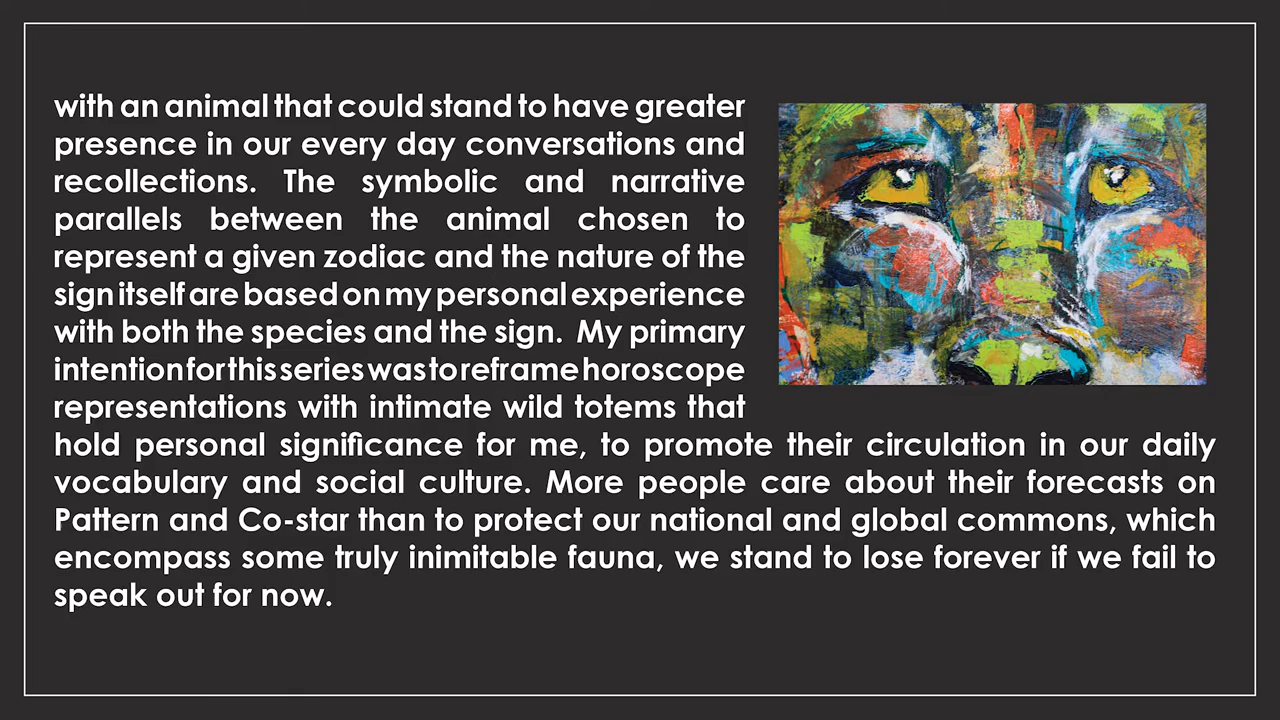 with an animal that could stand to have greater
presence in our every day conversations and
recollections. The symbolic and narrative
parallels between the animal chosen to
represent a given zodiac and the nature of the
sign itself are based on my personal experience
with both the species and the sign. My primary
intention for this series was to reframe horoscope
representations with intimate wild totems that
hold personal significance for me, to promote their circulation in our daily
vocabulary and social culture. More people care about their forecasts on
Pattern and Co-star than to protect our national and global commons, which
encompass some truly inimitable fauna, we stand to lose forever if we fail to
speak out for now.